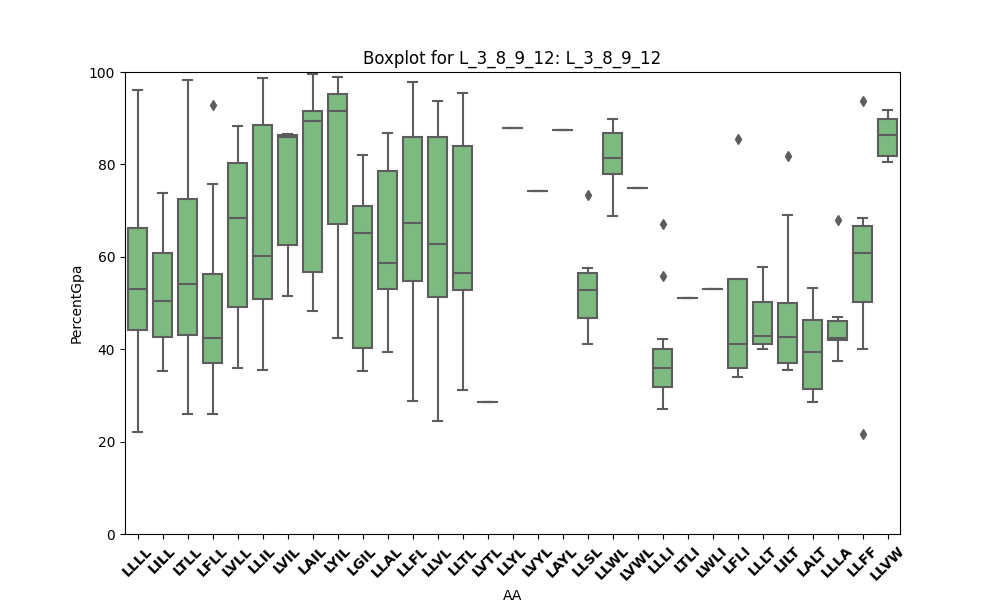 Boxplot for L_3_8_9_12: L_3_8_9_12
PercentGpa
100
80
60
40
20
0
LLLL LILL LTLL LFLL LVLL LLIL LVIL LAIL LYIL LGIL LLAL LLFL LLVL LLTL LVTL LLYL LVYL LAYL LLSL LLWL LVWL LLLI LTLI LWLI LFLI LLLT LILT LALT LLLA LLFF LLVW
AA